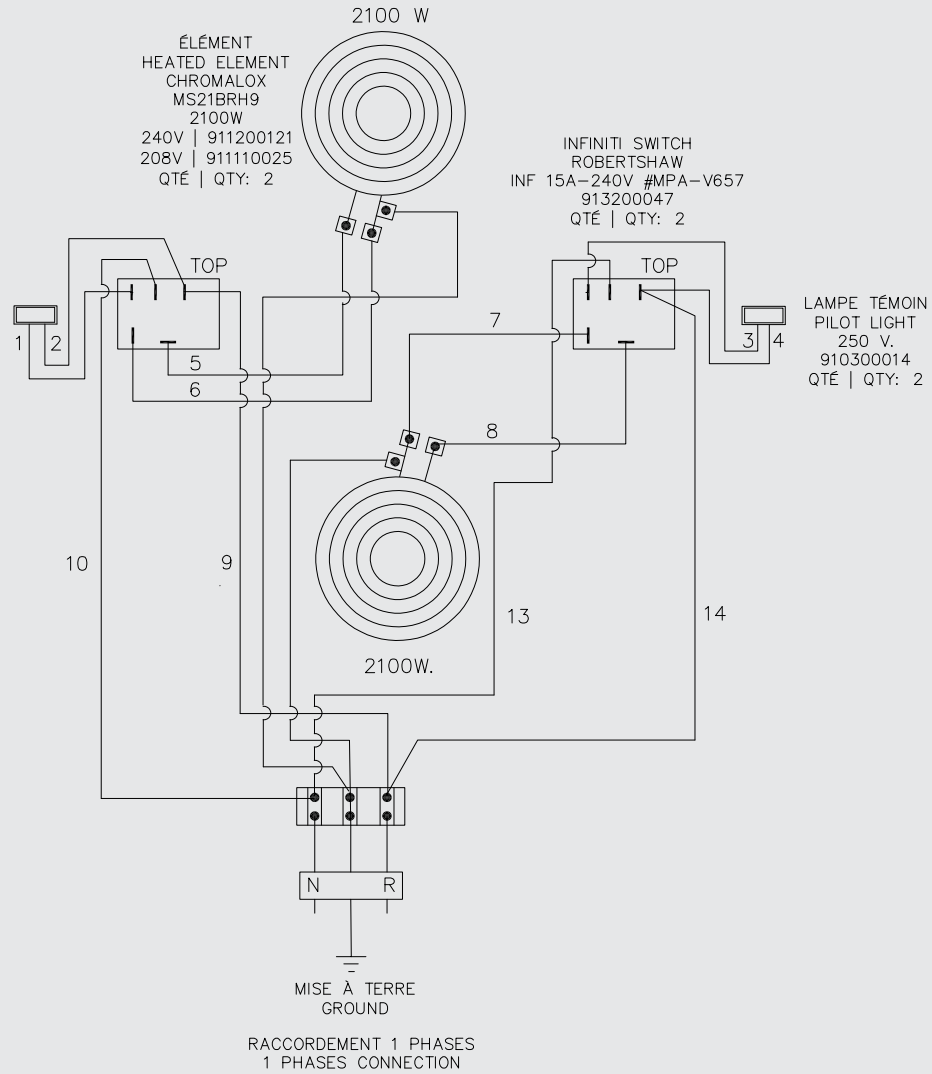 2100 W
ÉLÉMENT
HEATED ELEMENT
CHROMALOX
MS21BRH9
2100W
240V | 911200121
208V | 911110025
QTÉ | QTY: 2
INFINITI SWITCH
ROBERTSHAW
INF 15A-240V #MPA-V657
913200047
QTÉ | QTY: 2
TOP
TOP
LAMPE TÉMOIN
PILOT LIGHT
250 V.
910300014
QTÉ | QTY: 2
1 2
3 4
5
6
7
8
10
9
13
14
2100W.
N R
MISE À TERRE
GROUND
RACCORDEMENT 1 PHASES
1 PHASES CONNECTION